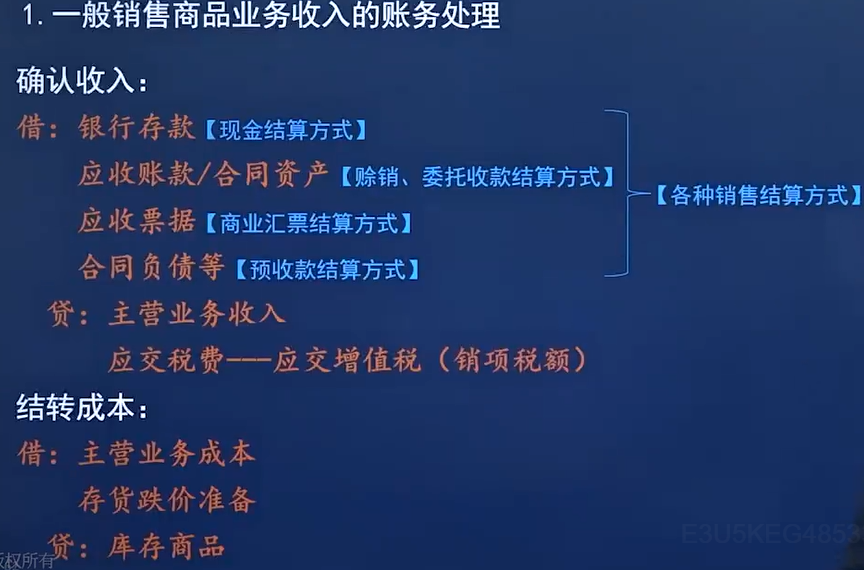 1.一般销售商品业务收入的账务处理
确认收入：
借：银行存款【现金结算方式】
应收账款/合同资产【赊销、委托收款结算方式】
【各种销售结算方式】
应收票据【商业汇票结算方式】
合同负债等【预收款结算方式】
贷：主营业务收入
应交税费———应交增值税（销项税额）
结转成本：
借：主营业务成本
存货跌价准备
贷：库存商品
版权所有
E3U5KEG4853